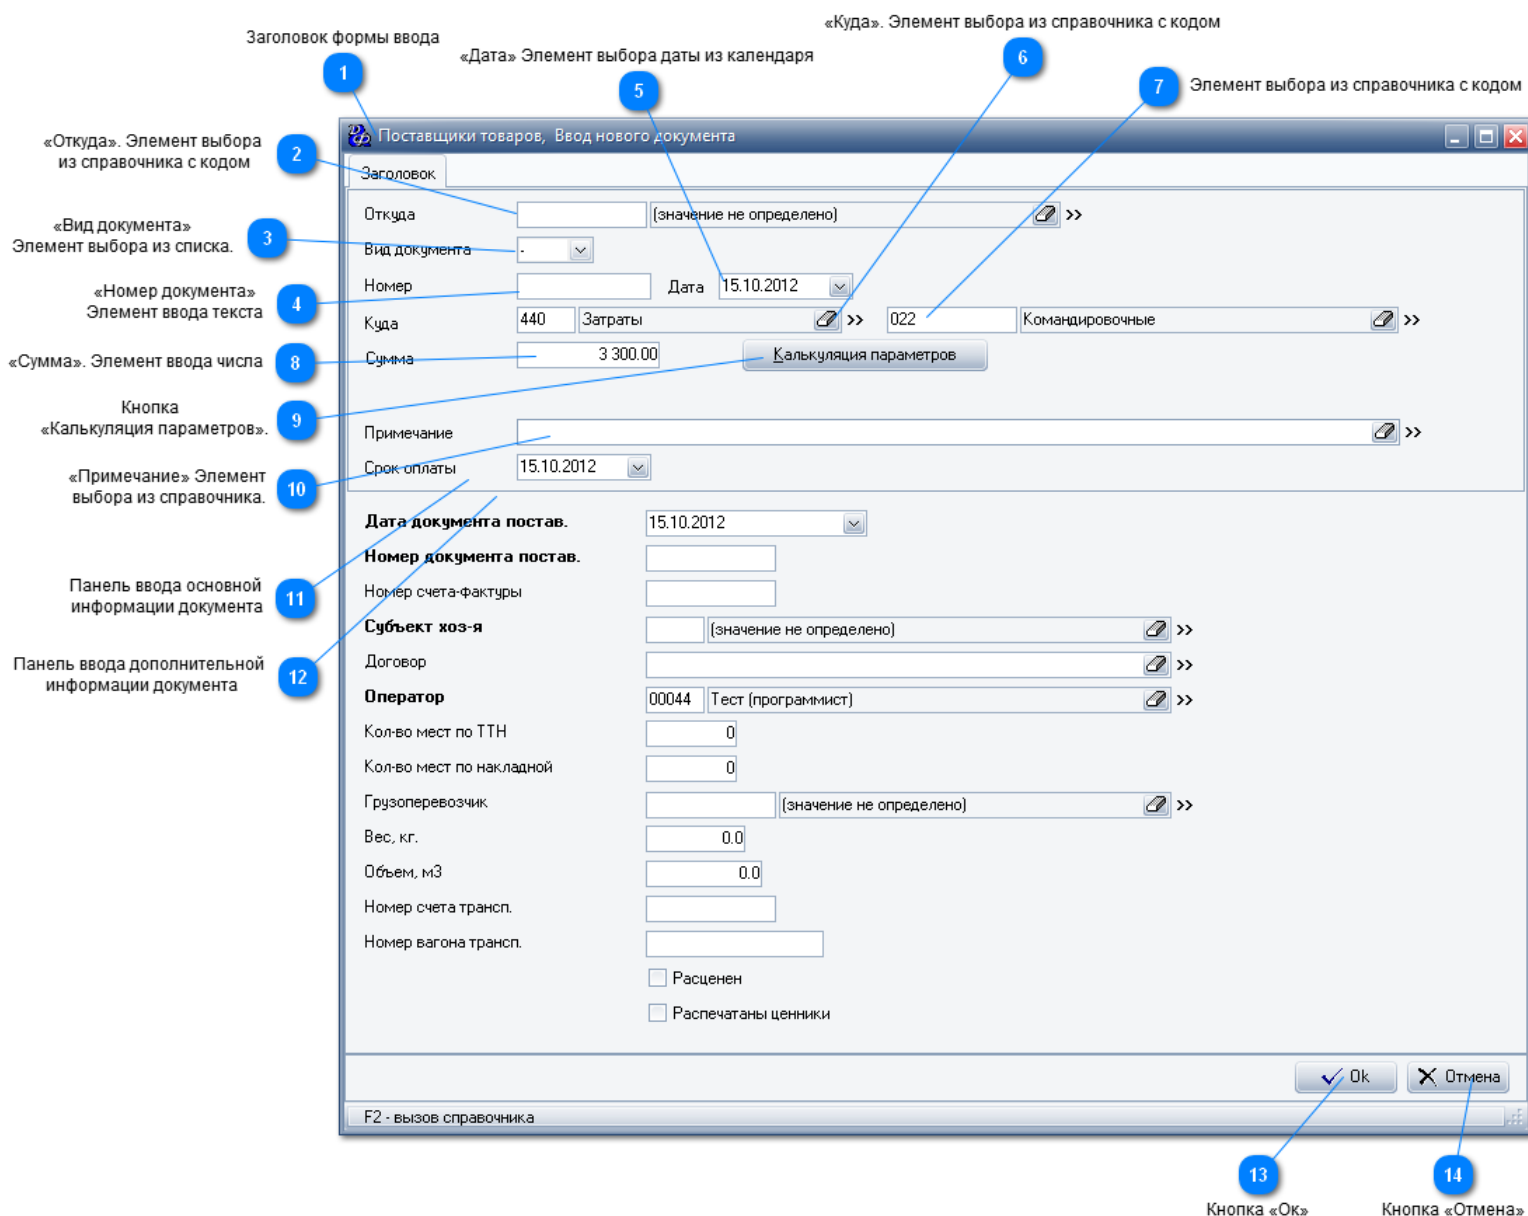 «Куда». Элемент выбора из справочника с кодом
Заголовок формы ввода
«Дата» Элемент выбора даты из календаря
1
5
6
7
Элемент выбора из справочника с кодом
Поставщики товаров, Ввод нового документа
«Откуда». Элемент выбора
из справочника с кодом
2
Заголовок
Откуда
(значение не определено)
>>
«Вид документа»
Элемент выбора из списка.
3
Вид документа
-
«Номер документа»
Элемент ввода текста
4
Номер
Дата
15.10.2012
Куда
440
Затраты
>>
022
Командировочные
>>
«Сумма». Элемент ввода числа
8
Сумма
3 300.00
Калькуляция параметров
Кнопка
«Калькуляция параметров».
9
Примечание
>>
«Примечание» Элемент
выбора из справочника.
10
Срок оплаты
15.10.2012
Дата документа постав.
15.10.2012
Номер документа постав.
Панель ввода основной
информации документа
11
Номер счета-фактуры
Субъект хоз-я
(значение не определено)
>>
Панель ввода дополнительной
информации документа
12
Договор
>>
Оператор
00044
Тест (программист)
>>
Кол-во мест по ТТН
0
Кол-во мест по накладной
0
Грузоперевозчик
(значение не определено)
>>
Вес, кг.
0.0
Объем, м3
0.0
Номер счета трансп.
Номер вагона трансп.
Расценен
Распечатаны ценники
Ok
Отмена
F2 - вызов справочника
13
14
Кнопка «Ок»
Кнопка «Отмена»